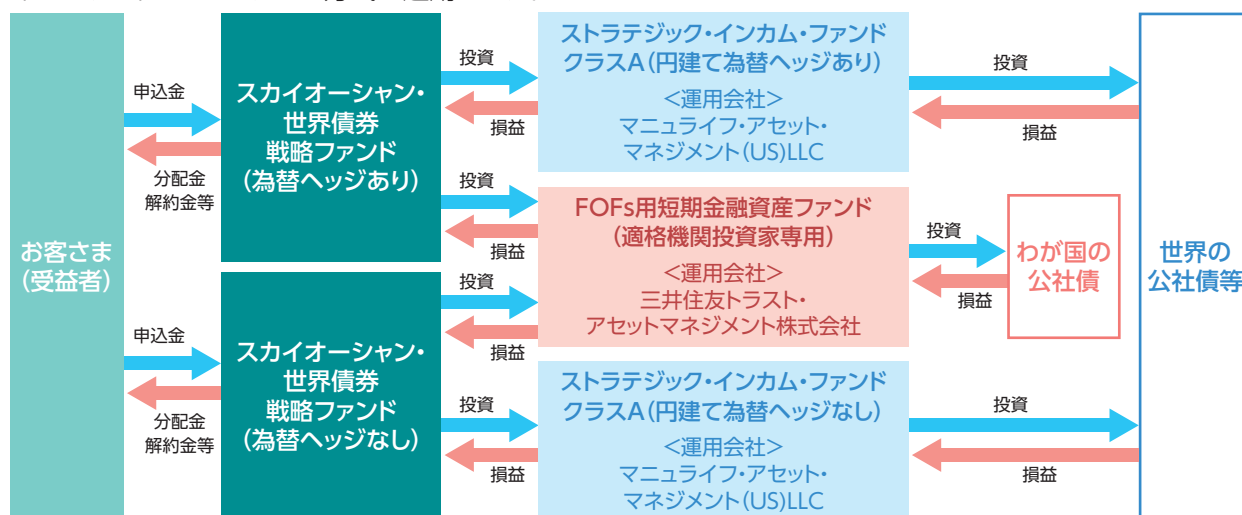 お客さま
(受益者)
申込金
分配金
解約金等
スカイオーシャン・
世界債券
戦略ファンド
(為替ヘッジあり)
投資
損益
投資
損益
ストラテジック・インカム・ファンド
クラスA(円建て為替ヘッジあり)
<運用会社>
マニュライフ・アセット・
マネジメント(US)LLC
投資
損益
FOFs用短期金融資産ファンド
(適格機関投資家専用)
<運用会社>
三井住友トラスト・
アセットマネジメント株式会社
投資
損益
わが国の
公社債
世界の
公社債等
申込金
分配金
解約金等
スカイオーシャン・
世界債券
戦略ファンド
(為替ヘッジなし)
投資
損益
投資
損益
ストラテジック・インカム・ファンド
クラスA(円建て為替ヘッジなし)
<運用会社>
マニュライフ・アセット・
マネジメント(US)LLC
投資
損益